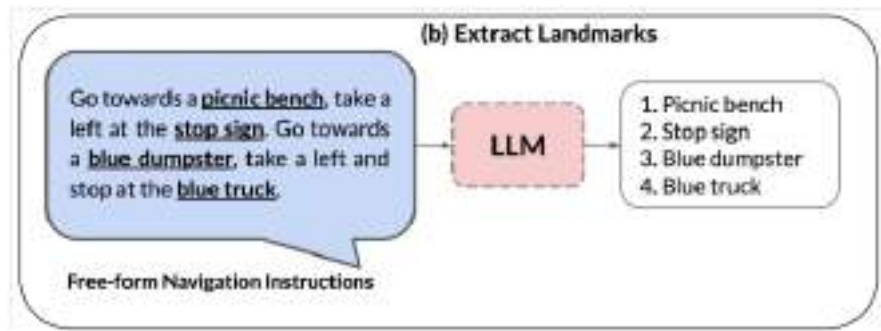 (b) Extract Landmarks
Go towards a picnic bench, take a
left at the stop sign. Go towards
a blue dumpster, take a left and
stop at the blue truck.
LLM
1. Picnic bench
2. Stop sign
3. Blue dumpster
4. Blue truck
Free-form Navigation Instructions